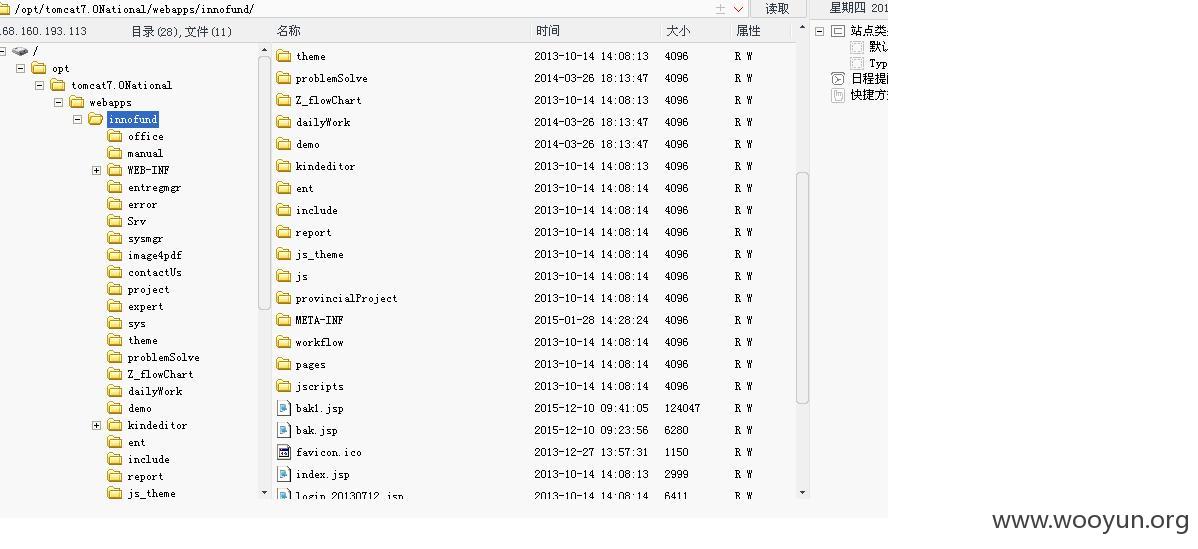 /opt/tomcat7.0National/webapps/innofund/ 读取 星期四 201
68.160.193.113 目录(28),文件(11) 名称 时间 大小 属性
/
opt
tomcat7.0National
webapps
innofund
office
manual
WEB-INF
entregmgr
error
Srv
sysmgr
image4pdf
contactUs
project
expert
sys
theme
problemSolve
Z_flowChart
dailyWork
demo
kindeditor
ent
include
report
js_theme
theme 2013-10-14 14:08:13 4096 R W
problemSolve 2014-03-26 18:13:47 4096 R W
Z_flowChart 2013-10-14 14:08:13 4096 R W
dailyWork 2014-03-26 18:13:47 4096 R W
demo 2014-03-26 18:13:47 4096 R W
kindeditor 2013-10-14 14:08:13 4096 R W
ent 2013-10-14 14:08:14 4096 R W
include 2013-10-14 14:08:14 4096 R W
report 2013-10-14 14:08:14 4096 R W
js_theme 2013-10-14 14:08:14 4096 R W
js 2013-10-14 14:08:14 4096 R W
provincialProject 2013-10-14 14:08:14 4096 R W
META-INF 2015-01-28 14:28:24 4096 R W
workflow 2013-10-14 14:08:14 4096 R W
pages 2013-10-14 14:08:14 4096 R W
jscripts 2013-10-14 14:08:14 4096 R W
bak1.jsp 2015-12-10 09:41:05 124047 R W
bak.jsp 2015-12-10 09:23:56 6280 R W
favicon.ico 2013-12-27 13:57:31 1150 R W
index.jsp 2013-10-14 14:08:14 2999 R W
login_20130712.jsp 2013-10-14 14:08:14 6411 R W
站点类
默认
Typ
日程提
快捷方
www.wooyun.org